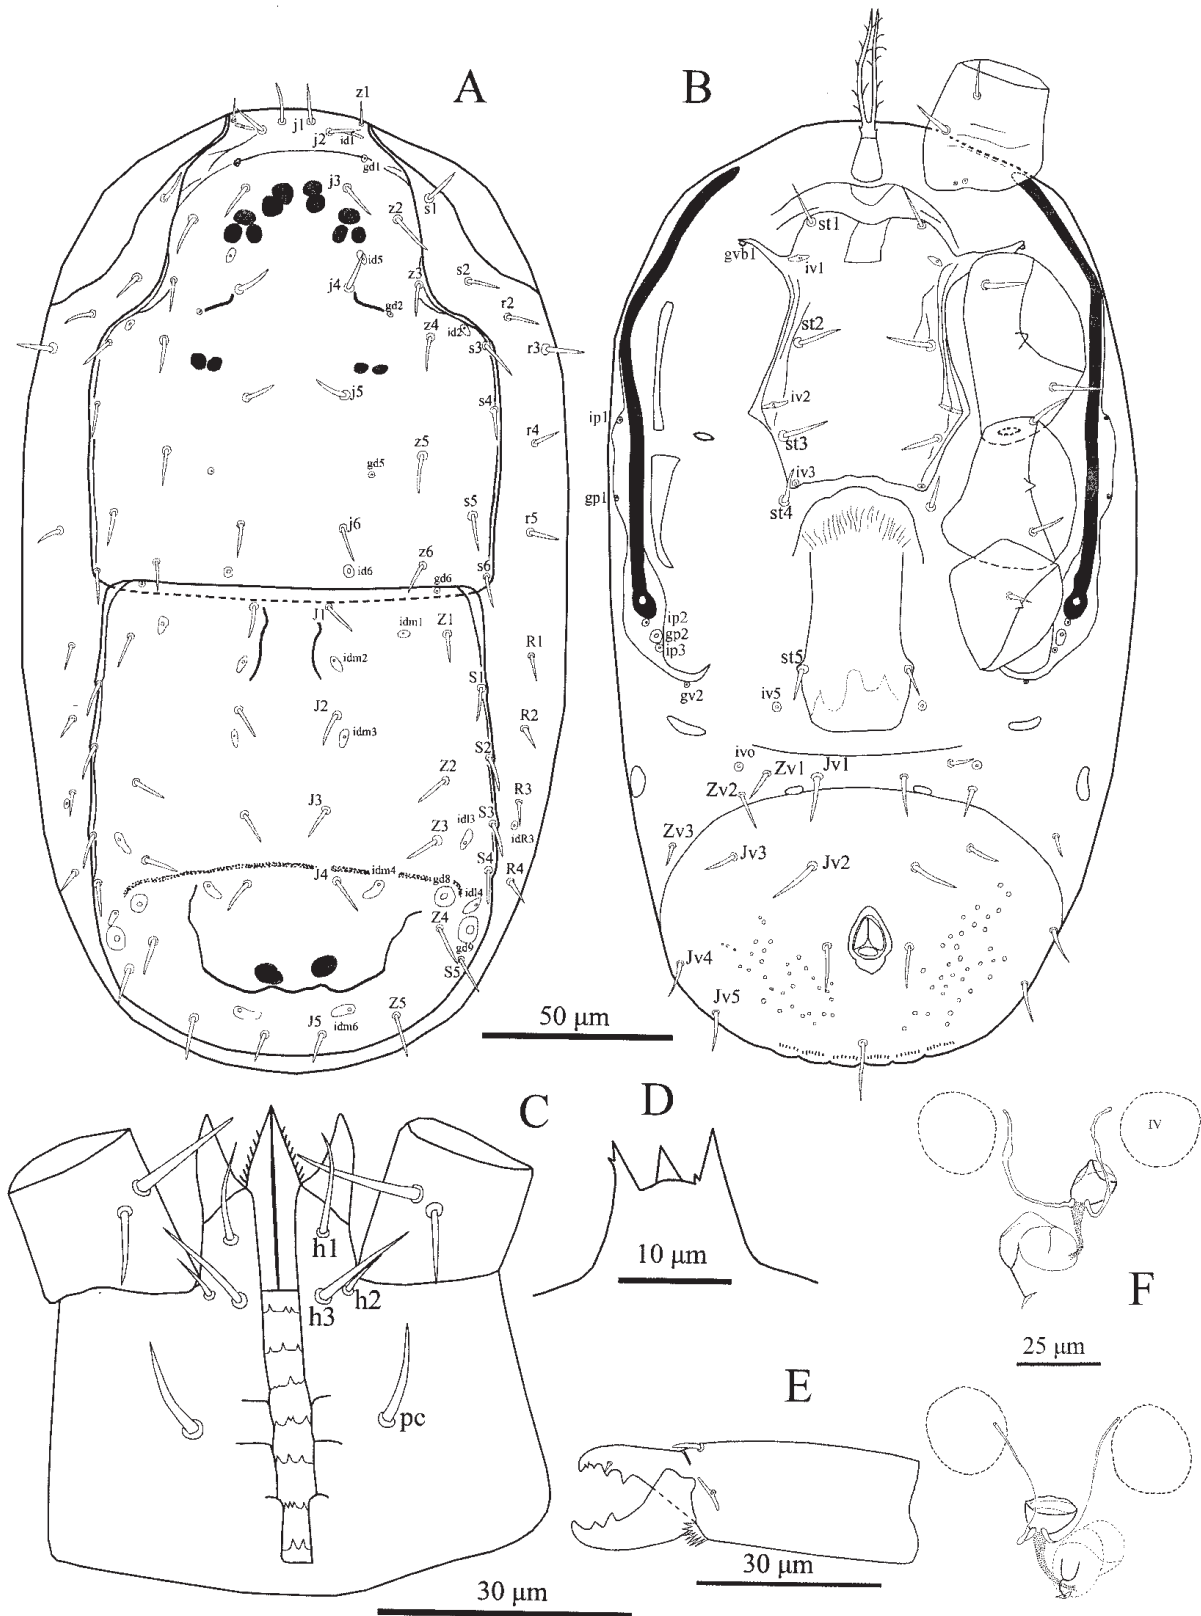 A
z1
j1
j2
id1
gd1
j3
z2
s1
id5
j4
z3
s2
gd2
r2
id2
z4
s3
r3
j5
s4
z5
r4
gd5
s5
j6
r5
id6
z6
s6
gd6
J1
idm1
Z1
R1
idm2
S1
J2
idm3
R2
S2
Z2
R3
J3
S3
Z3
idl3
idR3
S4
J4
idm4
gd8
R4
idl4
Z4
gd9
S5
J5
idm6
Z5
50 μm
B
st1
gvb1
iv1
st2
iv2
ip1
st3
iv3
gp1
st4
ip2
gp2
ip3
st5
gv2
iv5
ivo
Zv1
Jv1
Zv2
Zv3
Jv3
Jv2
Jv4
Jv5
C
h1
h2
h3
pc
30 μm
D
10 μm
E
30 μm
IV
F
25 μm